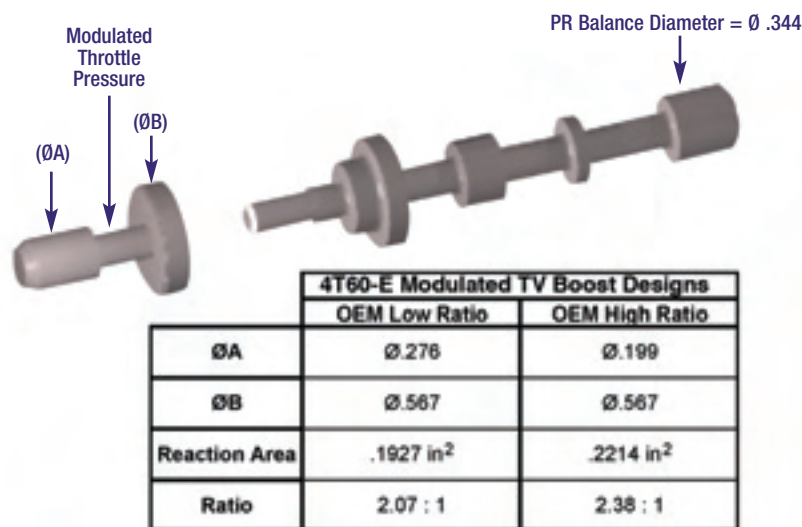 PR Balance Diameter = Ø .344
Modulated
Throttle
Pressure
(ØB)
(ØA)
4T60-E Modulated TV Boost Designs
OEM Low Ratio OEM High Ratio
ØA Ø.276 Ø.199
ØB Ø.567 Ø.567
Reaction Area .1927 in² .2214 in²
Ratio 2.07 : 1 2.38 : 1